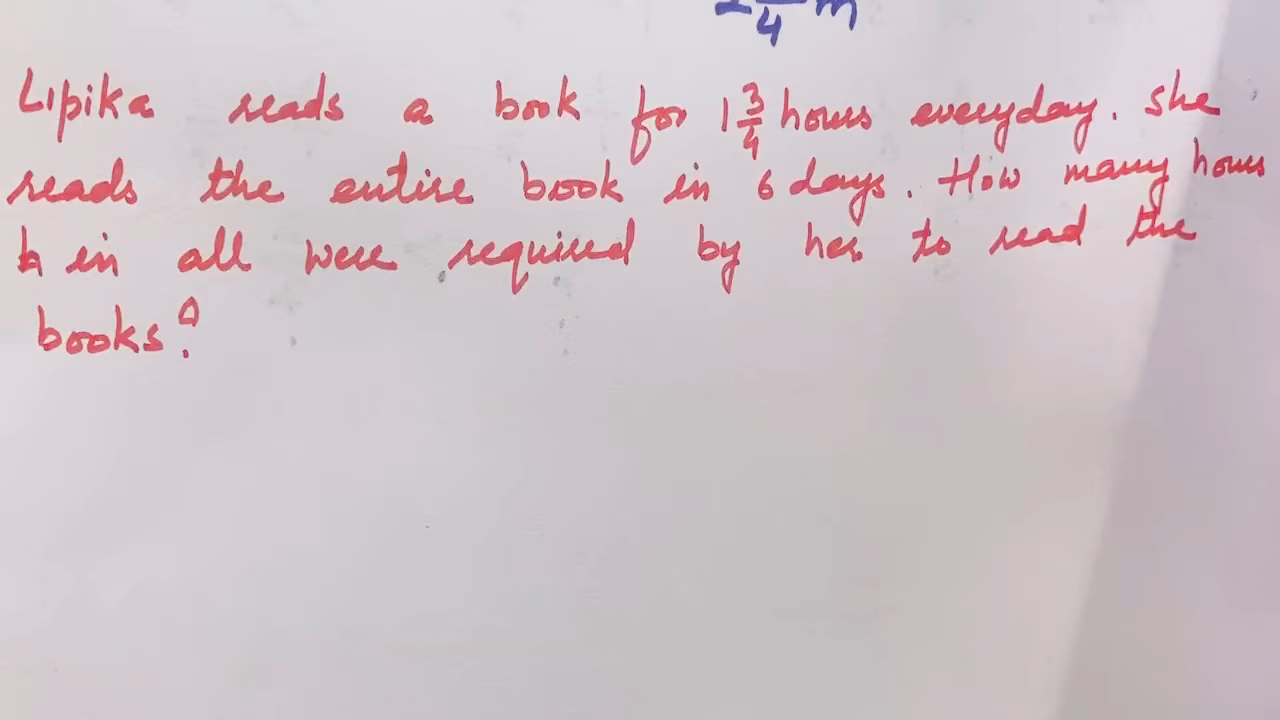 4 m
Lipika reads a book for 1 3/4 hours everyday. She
reads the entire book in 6 days. How many hours
h in all were required by her to read the
books?